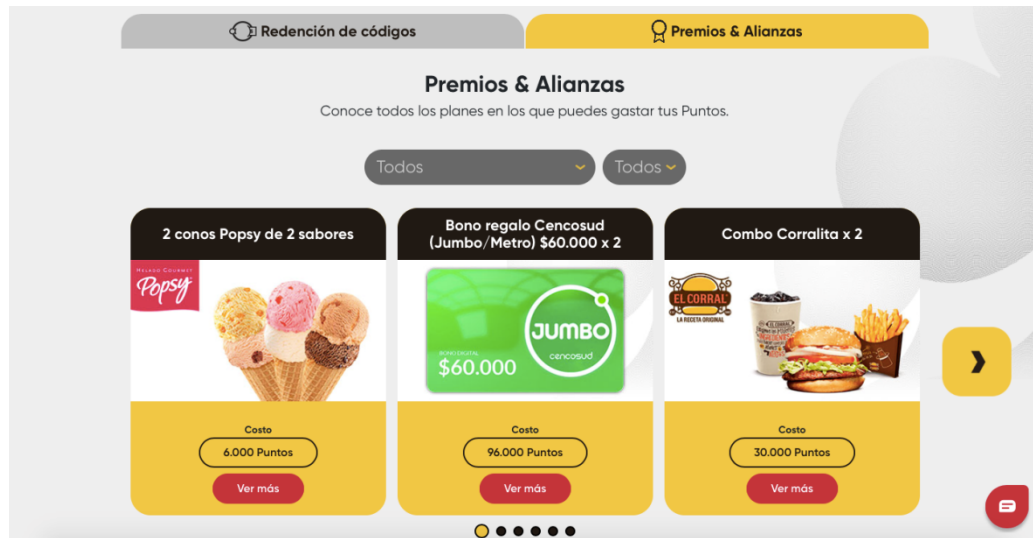 Redención de códigos
Premios & Alianzas
Premios & Alianzas
Conoce todos los planes en los que puedes gastar tus Puntos.
Todos
Todos
2 conos Popsy de 2 sabores
Bono regalo Cencosud
(Jumbo/Metro) $60.000 x 2
Combo Corralita x 2
HELADO GOURMET
Popsy
BONO DIGITAL
$60.000
JUMBO
cencosud
EL CORRAL
LA RECETA ORIGINAL
EL CORRAL
Costo
6.000 Puntos
Ver más
Costo
96.000 Puntos
Ver más
Costo
30.000 Puntos
Ver más